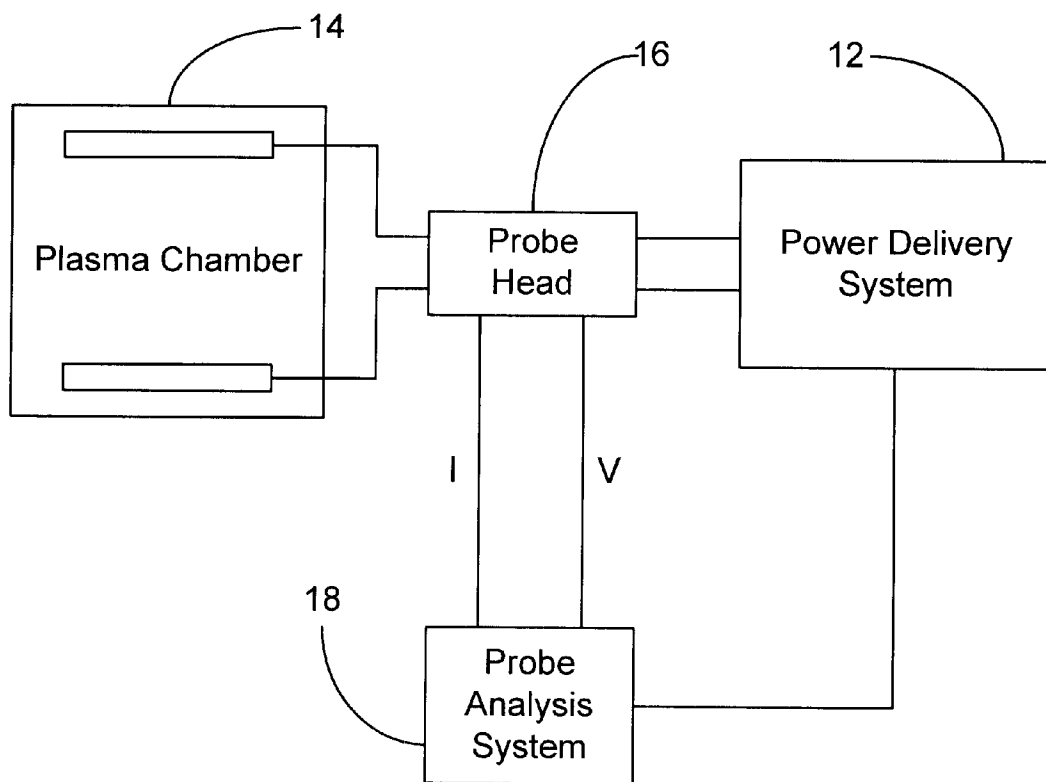 14
16
12
Plasma Chamber
Probe
Head
Power Delivery
System
I
V
18
Probe
Analysis
System